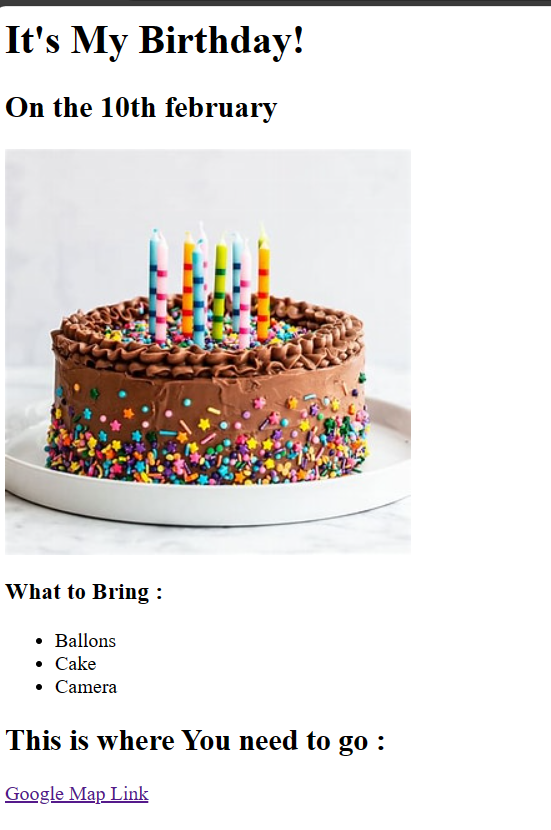 It's My Birthday!
On the 10th february
What to Bring :
Ballons
Cake
Camera
This is where You need to go :
Google Map Link